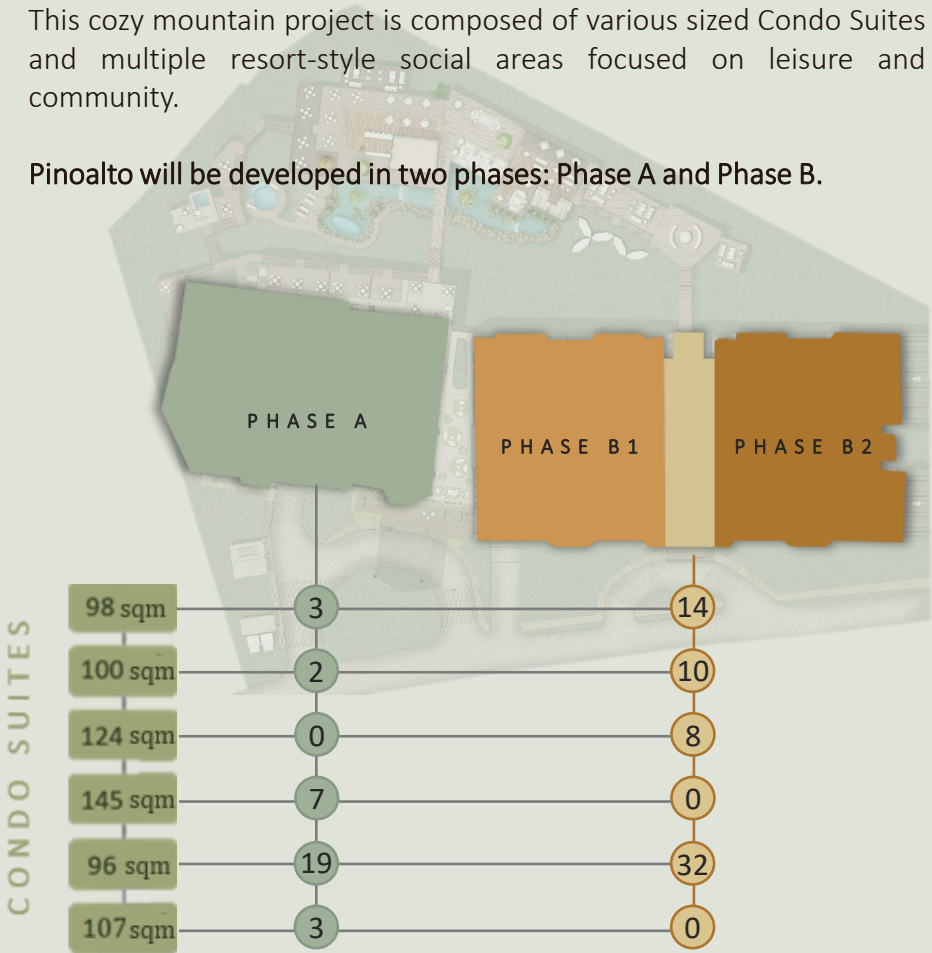 This cozy mountain project is composed of various sized Condo Suites
and multiple resort-style social areas focused on leisure and
community.
Pinoalto will be developed in two phases: Phase A and Phase B.
PHASE A
PHASE B1
PHASE B2
CONDO SUITES
98 sqm 3 14
100 sqm 2 10
124 sqm 0 8
145 sqm 7 0
96 sqm 19 32
107 sqm 3 0